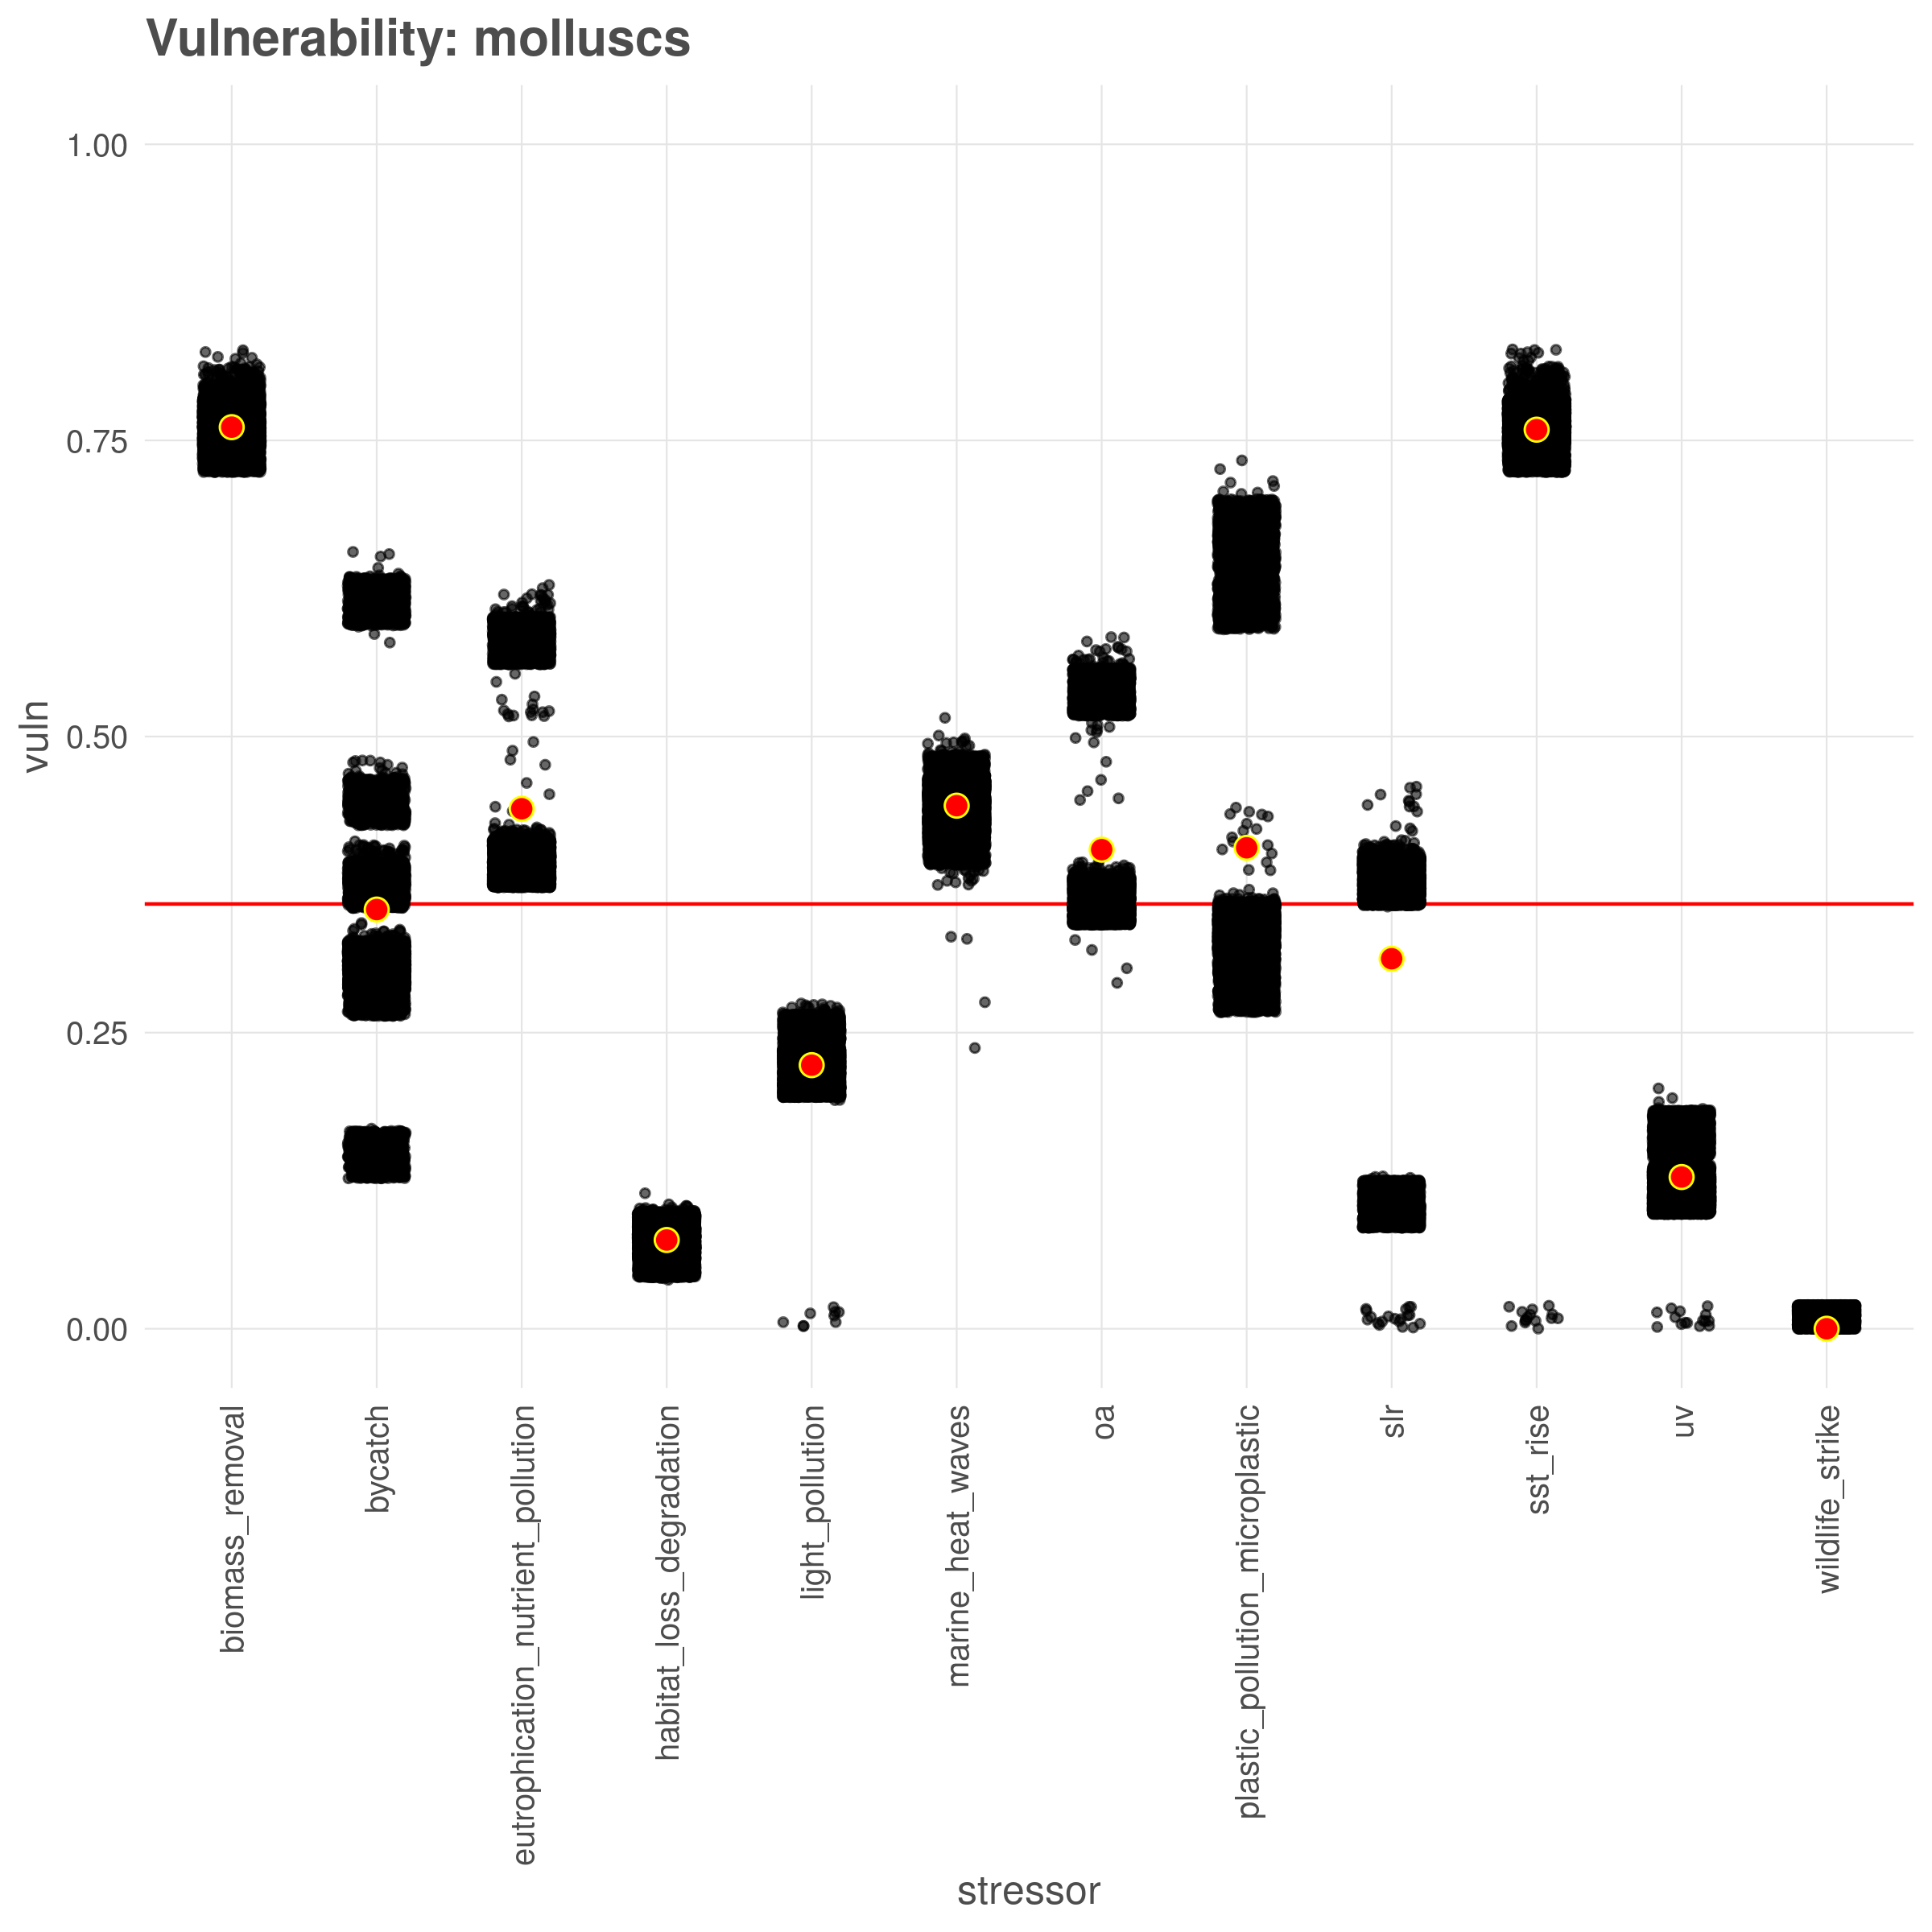 Vulnerability: molluscs
vuln
1.00
0.75
0.50
0.25
0.00
biomass_removal
bycatch
eutrophication_nutrient_pollution
habitat_loss_degradation
light_pollution
marine_heat_waves
oa
plastic_pollution_microplastic
slr
sst_rise
uv
wildlife_strike
stressor